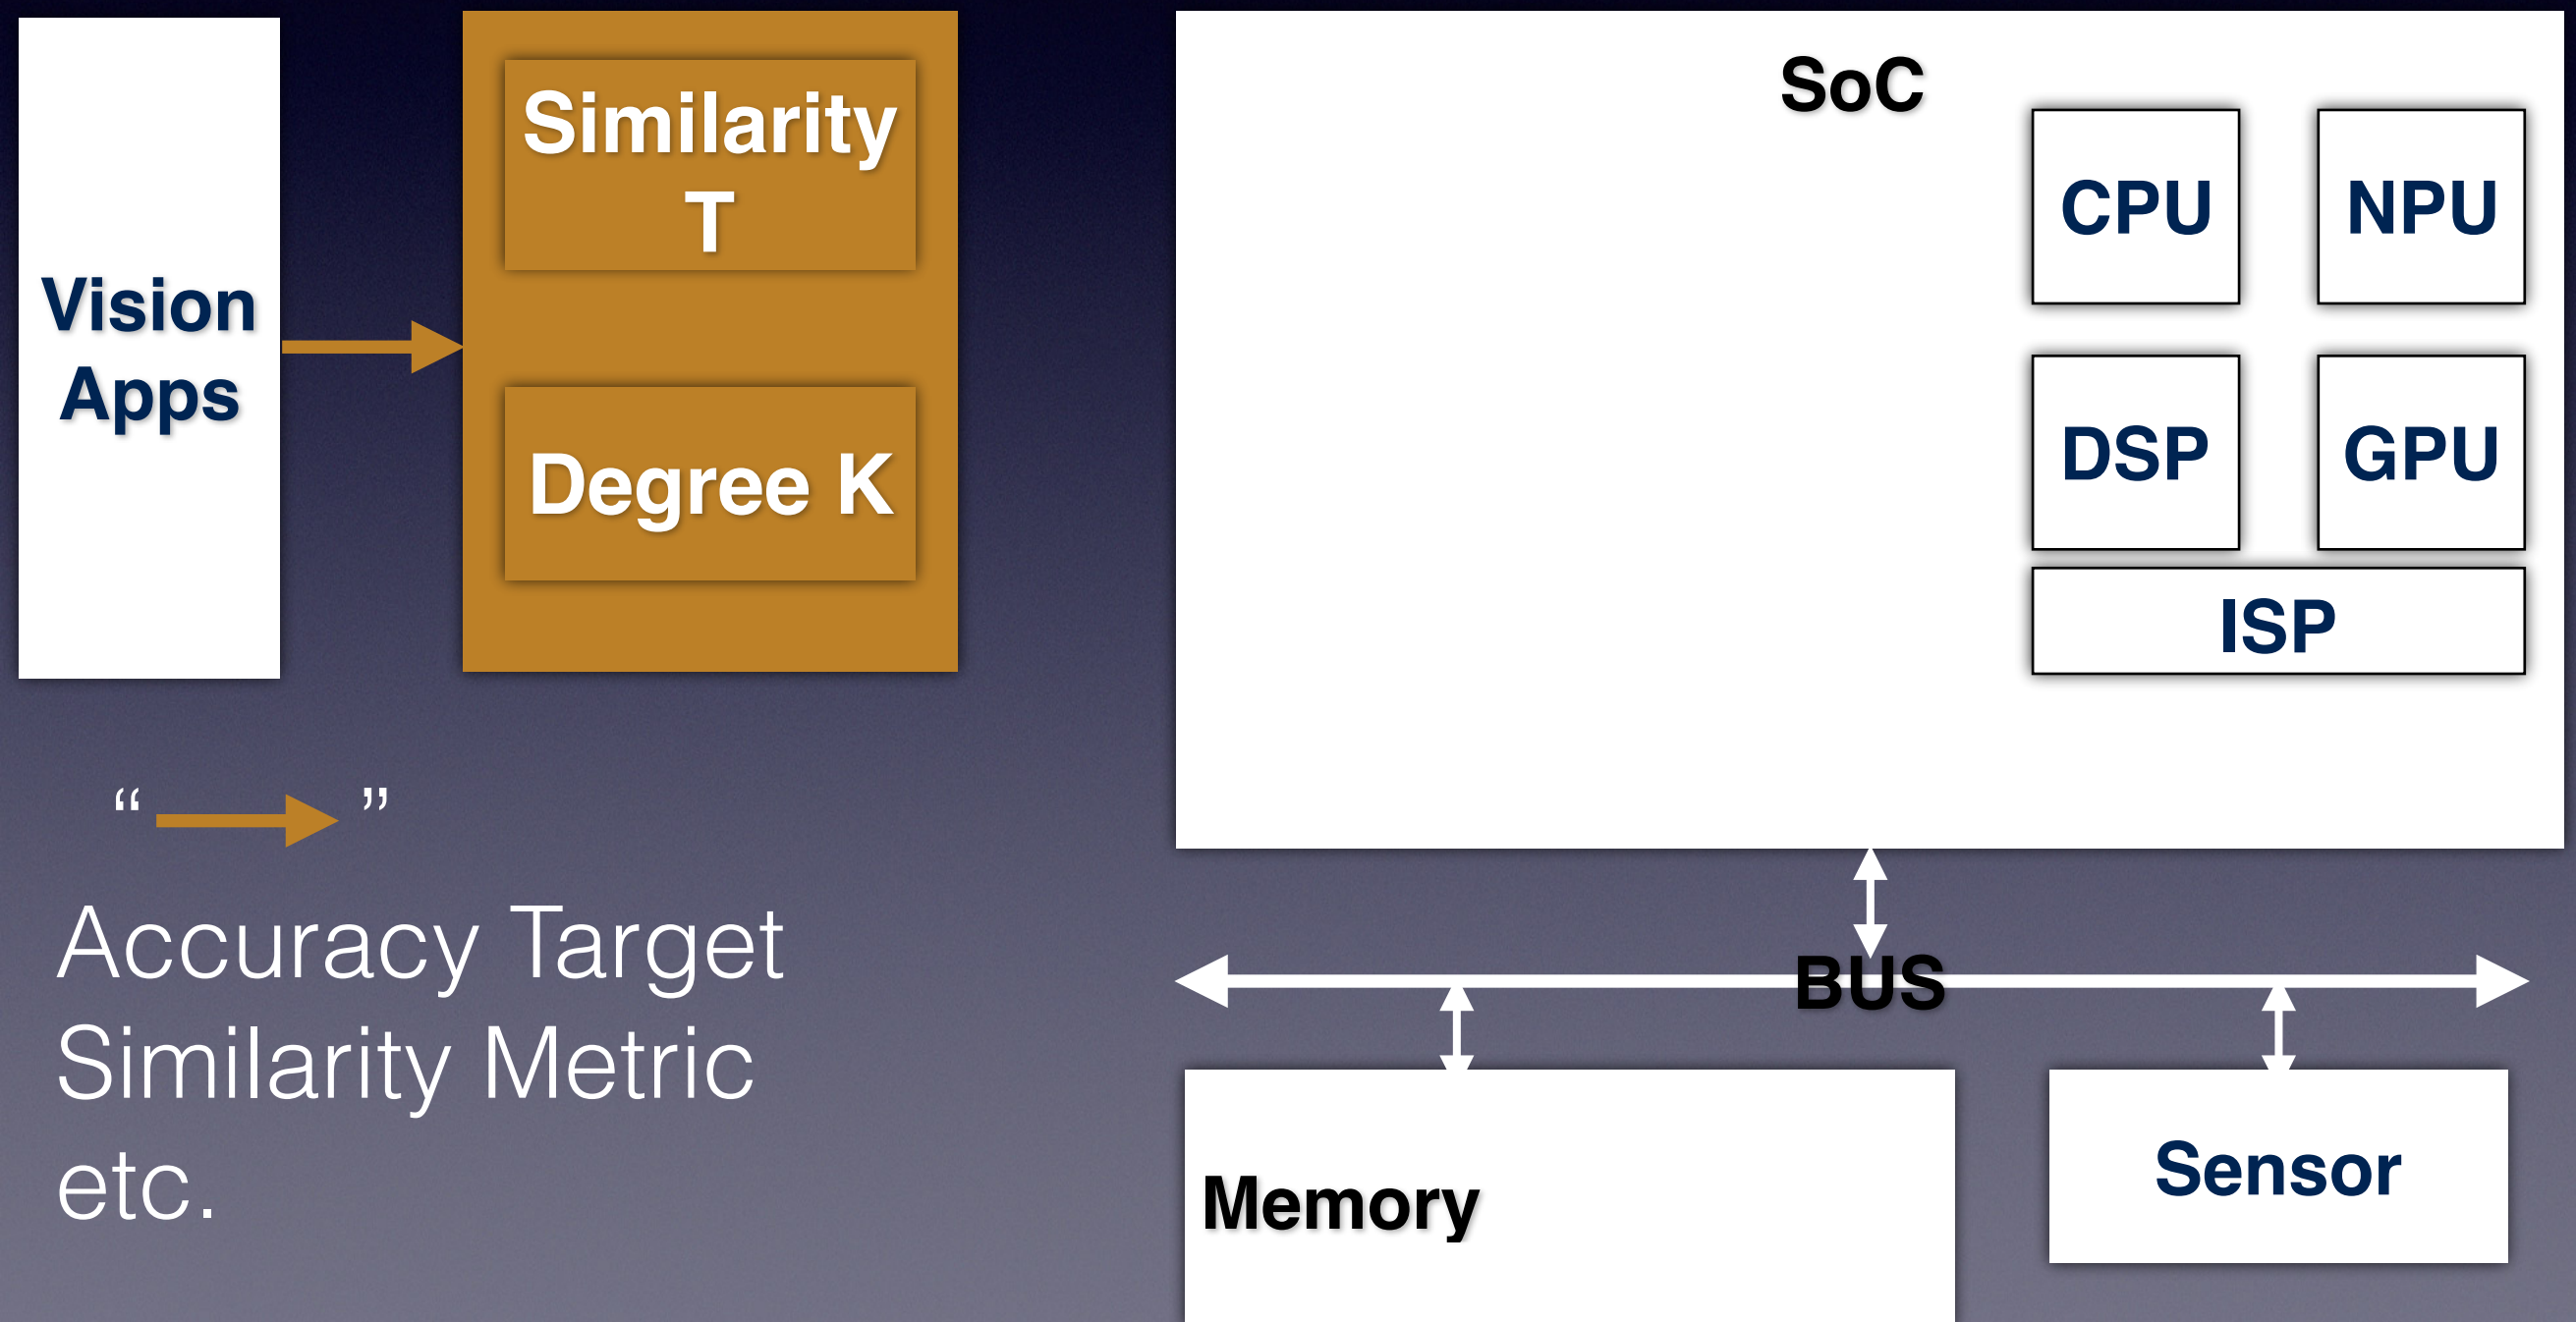 Vision
Apps
Similarity
T
Degree K
“ ”
Accuracy Target
Similarity Metric
etc.
SoC
CPU
NPU
DSP
GPU
ISP
BUS
Memory
Sensor